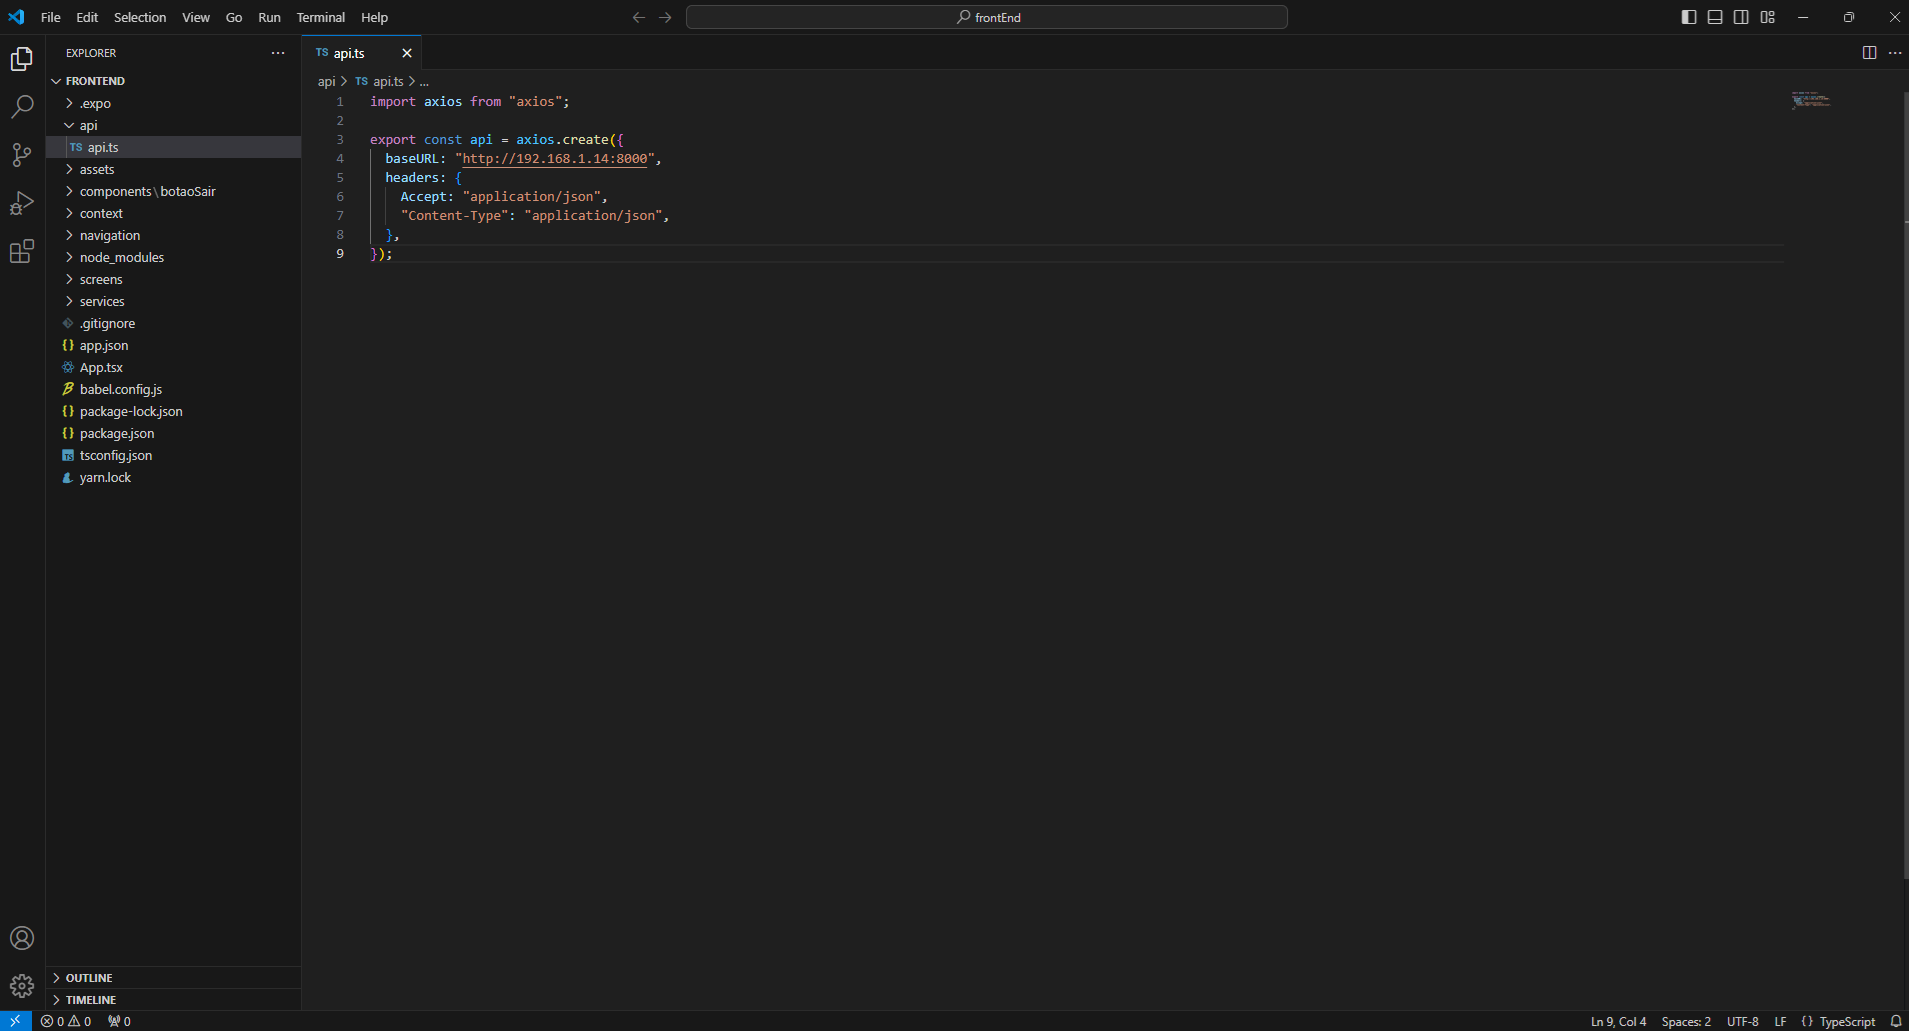 File Edit Selection View Go Run Terminal Help
frontEnd
EXPLORER
FRONTEND
.expo
api
TS api.ts
assets
components\botaoSair
context
navigation
node_modules
screens
services
.gitignore
{} app.json
App.tsx
babel.config.js
{} package-lock.json
{} package.json
TS tsconfig.json
yarn.lock
OUTLINE
TIMELINE
TS api.ts
api > TS api.ts > ...
1 import axios from "axios";
2
3 export const api = axios.create({
4 baseURL: "http://192.168.1.14:8000",
5 headers: {
6 Accept: "application/json",
7 "Content-Type": "application/json",
8 },
9 });
0 0 0
Ln 9, Col 4 Spaces: 2 UTF-8 LF {} TypeScript